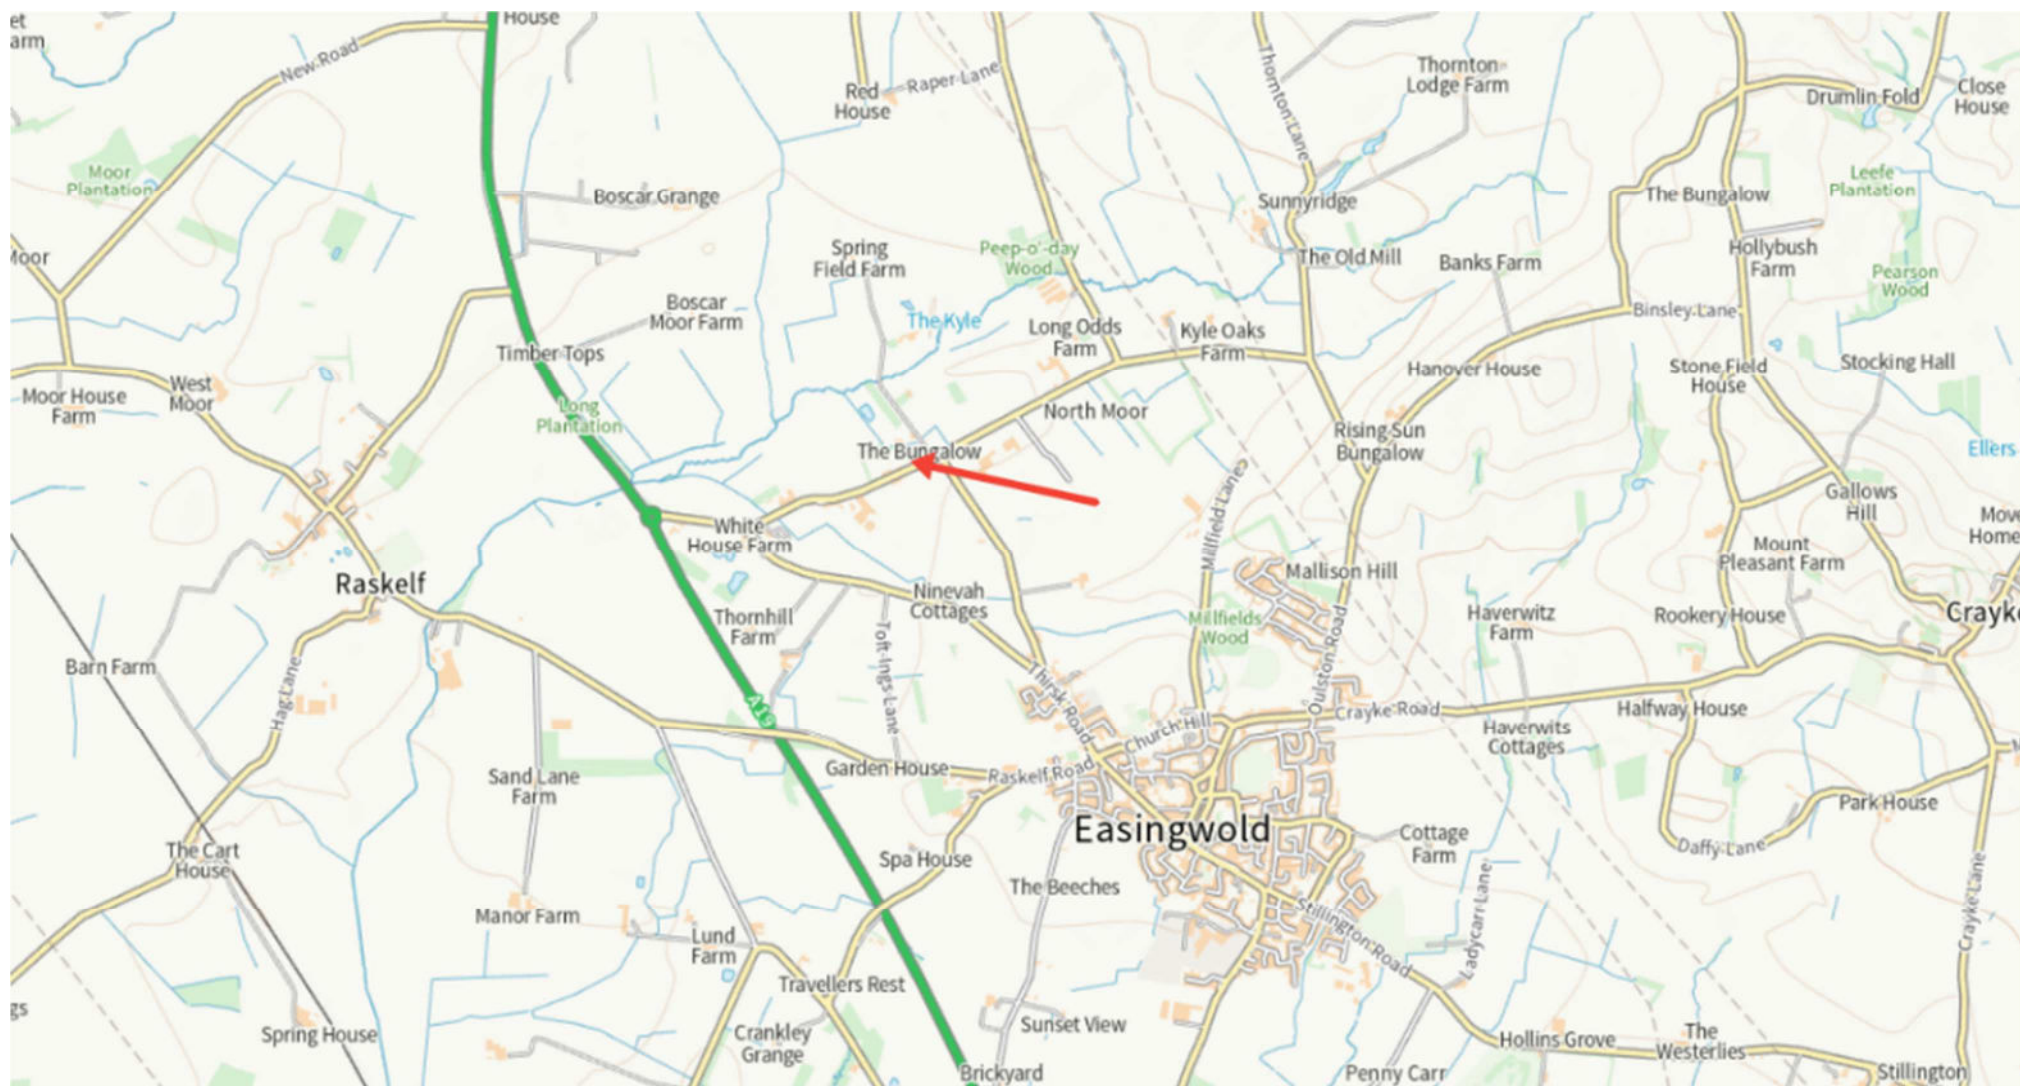 et
arm
House
New Road
Red
House
Raper Lane
Thornton Lane
Thornton
Lodge Farm
Drumlin Fold
Close
House
Moor
Plantation
Boscar Grange
Sunnyridge
The Bungalow
Leefe
Plantation
Moor
Spring
Field Farm
Peep-o'-day
Wood
The Old Mill
Banks Farm
Hollybush
Farm
Pearson
Wood
Boscar
Moor Farm
The Kyle
Long Odds
Farm
Kyle Oaks
Farm
Binsley Lane
Timber Tops
Hanover House
Stone Field
House
Stocking Hall
Moor House
Farm
West
Moor
Long
Plantation
North Moor
The Bungalow
Rising Sun
Bungalow
Ellers
Millfield Lane
Gallows
Hill
White
House Farm
Move
Home
Mount
Pleasant Farm
Raskelf
Mallison Hill
Ninevah
Cottages
Thornhill
Farm
Toft-Ings Lane
Millfields
Wood
Oulston Road
Haverwitz
Farm
Rookery House
Crayke
Barn Farm
Hag Lane
A19
Thirsk Road
Church Hill
Crayke Road
Haverwits
Cottages
Halfway House
Sand Lane
Farm
Garden House
Raskelf Road
Park House
Easingwold
Cottage
Farm
Daffy Lane
The Cart
House
Spa House
The Beeches
Ladycarr Lane
Crayke Lane
Manor Farm
Lund
Farm
Stillington Road
Travellers Rest
gs
Spring House
Crankley
Grange
Sunset View
Hollins Grove
The
Westerlies
Brickyard
Penny Carr
Stillington